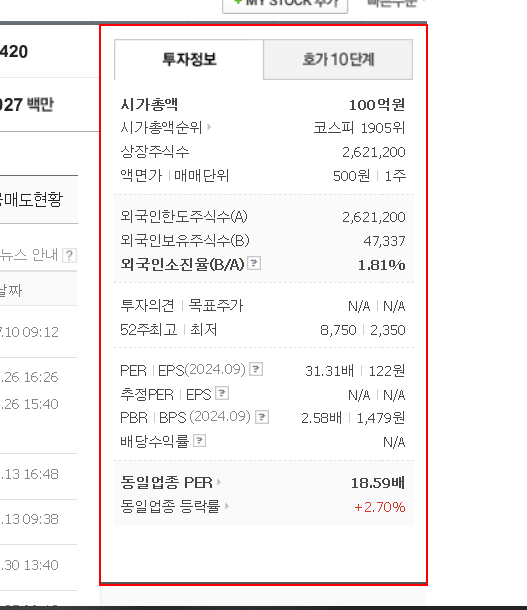 MY STOCK 추가
빠른주문
420
027 백만
공매도현황
뉴스 안내 ?
날짜
.10 09:12
.26 16:26
.26 15:40
.13 16:48
.13 09:38
.30 13:40
투자정보 호가10단계
시가총액 100억원
시가총액순위 코스피 1905위
상장주식수 2,621,200
액면가 | 매매단위 500원 | 1주
외국인한도주식수(A) 2,621,200
외국인보유주식수(B) 47,337
외국인소진율(B/A) ? 1.81%
투자의견 | 목표주가 N/A | N/A
52주최고 | 최저 8,750 | 2,350
PER | EPS(2024.09) ? 31.31배 | 122원
추정PER | EPS ? N/A | N/A
PBR | BPS (2024.09) ? 2.58배 | 1,479원
배당수익률 ? N/A
동일업종 PER 18.59배
동일업종 등락률 +2.70%